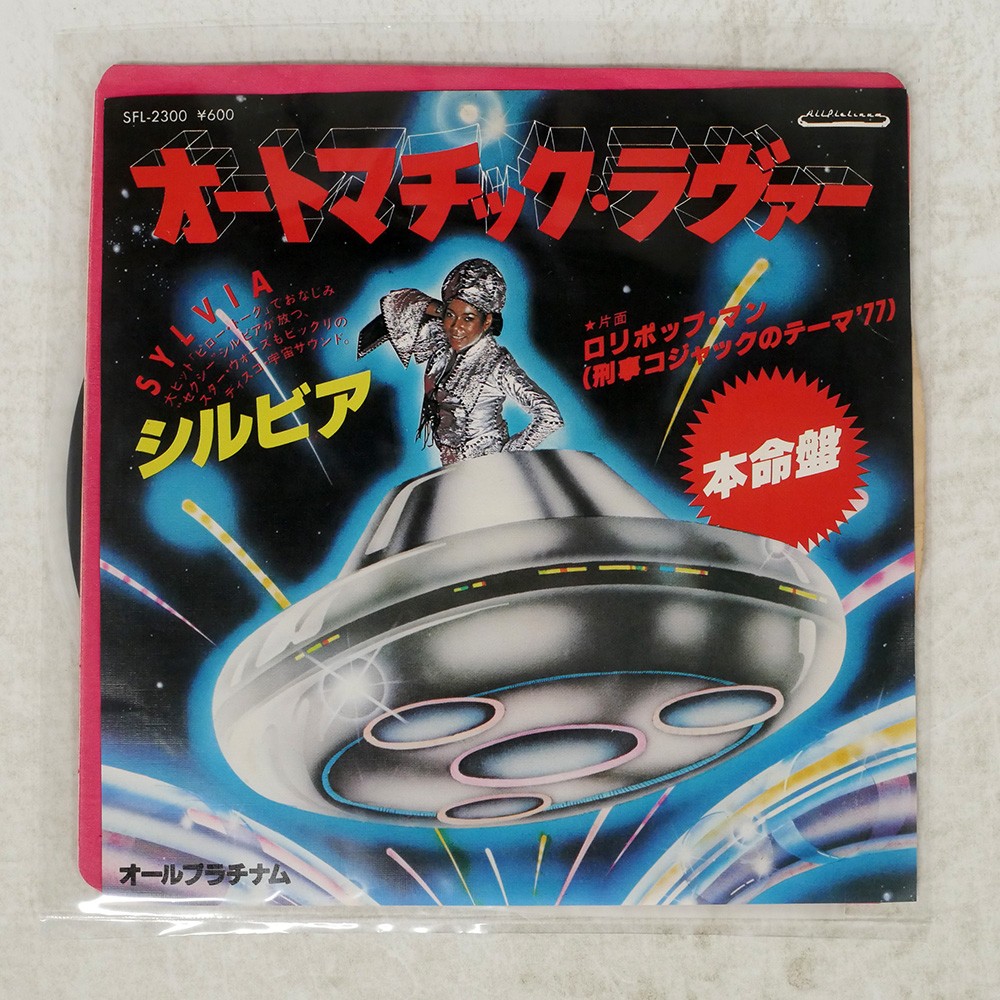 SFL-2300 ¥600
All Platinum
オートマチック・ラヴァー
SYLVIA
大ヒット「ピロー・トーク」でおなじみ
“セクシー”シルビアが放つ、
スター・ウォーズもビックリの
ディスコ・宇宙サウンド。
シルビア
★片面
ロリポップ・マン
(刑事コジャックのテーマ'77)
本命盤
オールプラチナム